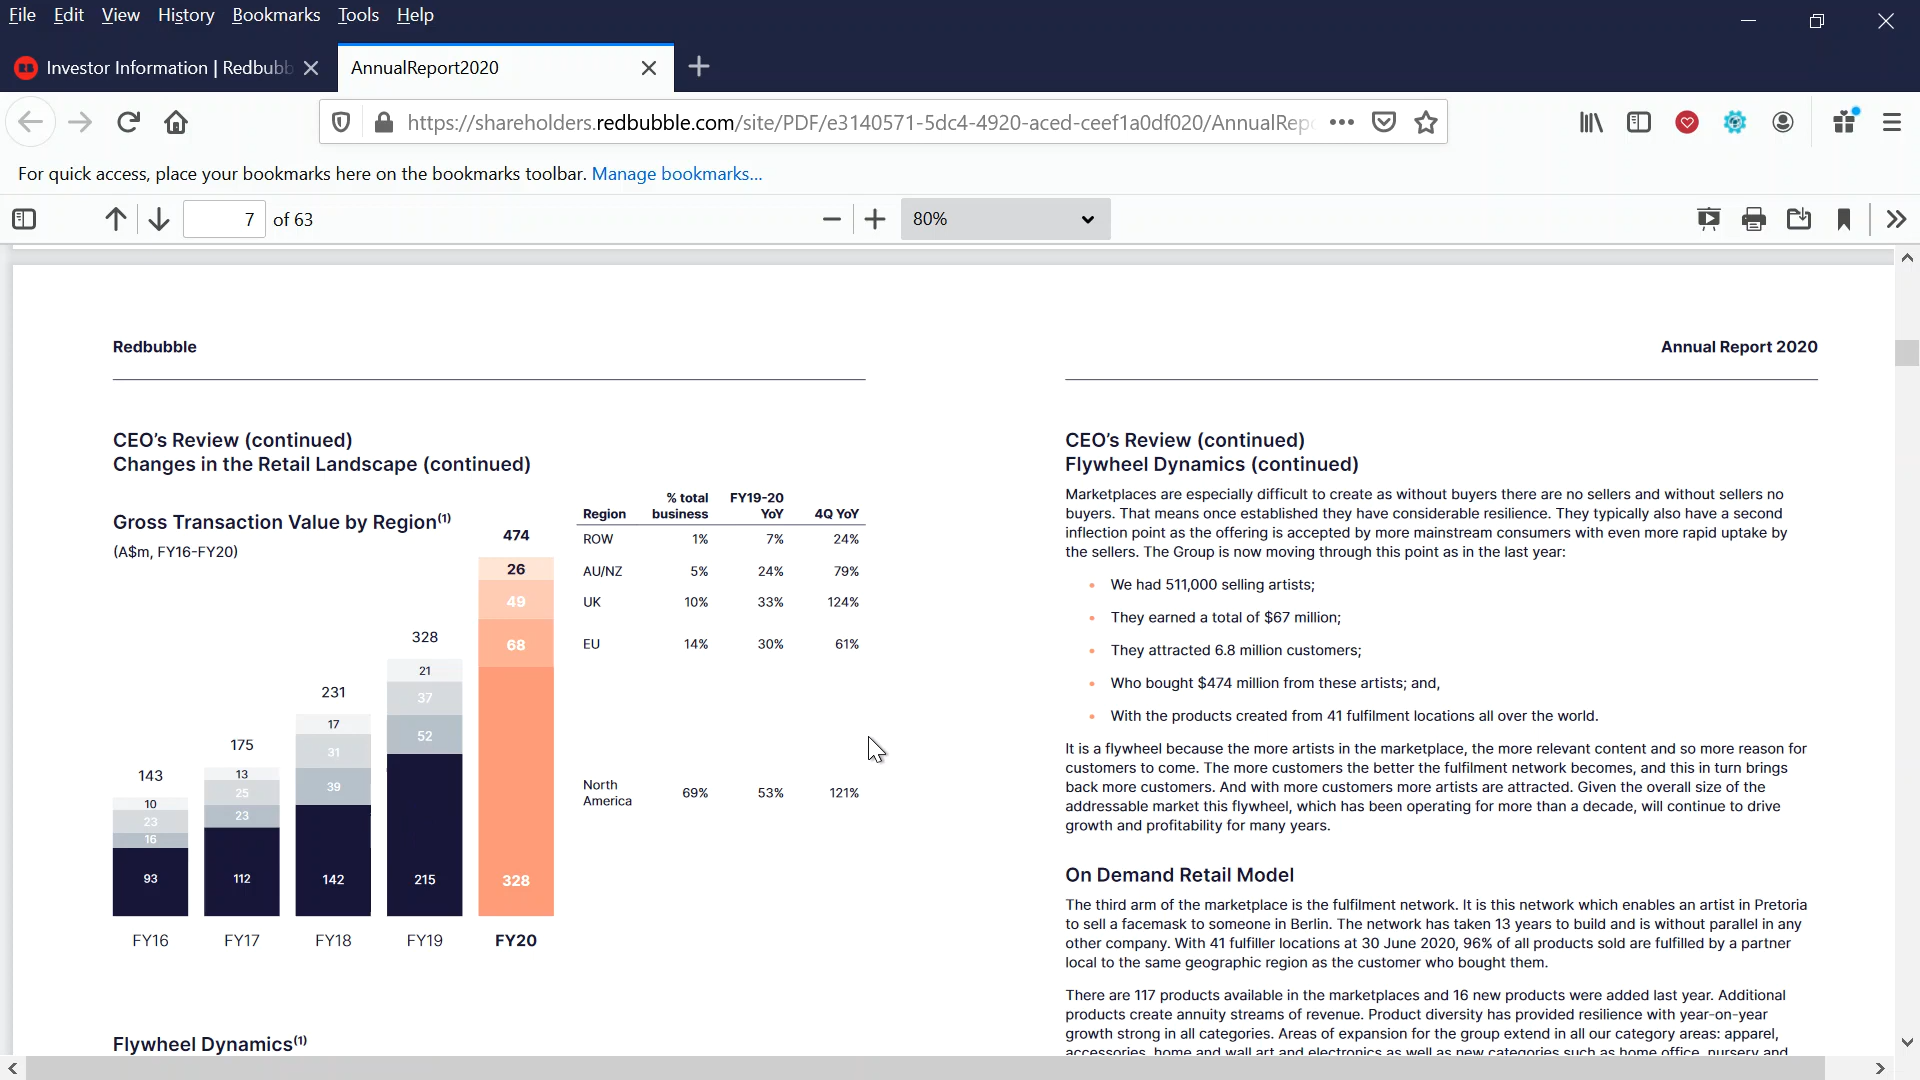 File Edit View History Bookmarks Tools Help
Investor Information | Redbubb
AnnualReport2020
https://shareholders.redbubble.com/site/PDF/e3140571-5dc4-4920-aced-ceef1a0df020/AnnualRep
For quick access, place your bookmarks here on the bookmarks toolbar. Manage bookmarks...
7 of 63
80%
Redbubble
CEO's Review (continued)
Changes in the Retail Landscape (continued)
Gross Transaction Value by Region(1)
(A$m, FY16-FY20)
143
10
23
16
93
FY16
175
13
25
23
112
FY17
231
17
31
39
142
FY18
328
21
37
52
215
FY19
474
26
49
68
328
FY20
Region % total business FY19-20 YoY 4Q YoY
ROW 1% 7% 24%
AU/NZ 5% 24% 79%
UK 10% 33% 124%
EU 14% 30% 61%
North America 69% 53% 121%
Flywheel Dynamics(1)
Annual Report 2020
CEO's Review (continued)
Flywheel Dynamics (continued)
Marketplaces are especially difficult to create as without buyers there are no sellers and without sellers no
buyers. That means once established they have considerable resilience. They typically also have a second
inflection point as the offering is accepted by more mainstream consumers with even more rapid uptake by
the sellers. The Group is now moving through this point as in the last year:
• We had 511,000 selling artists;
• They earned a total of $67 million;
• They attracted 6.8 million customers;
• Who bought $474 million from these artists; and,
• With the products created from 41 fulfilment locations all over the world.
It is a flywheel because the more artists in the marketplace, the more relevant content and so more reason for
customers to come. The more customers the better the fulfilment network becomes, and this in turn brings
back more customers. And with more customers more artists are attracted. Given the overall size of the
addressable market this flywheel, which has been operating for more than a decade, will continue to drive
growth and profitability for many years.
On Demand Retail Model
The third arm of the marketplace is the fulfilment network. It is this network which enables an artist in Pretoria
to sell a facemask to someone in Berlin. The network has taken 13 years to build and is without parallel in any
other company. With 41 fulfiller locations at 30 June 2020, 96% of all products sold are fulfilled by a partner
local to the same geographic region as the customer who bought them.
There are 117 products available in the marketplaces and 16 new products were added last year. Additional
products create annuity streams of revenue. Product diversity has provided resilience with year-on-year
growth strong in all categories. Areas of expansion for the group extend in all our category areas: apparel,
accessories, home and wall art and electronics as well as new categories such as home office, nursery and